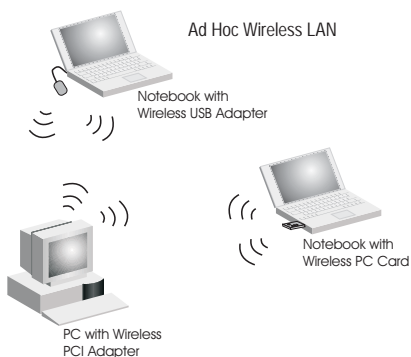 Ad Hoc Wireless LAN
Notebook with
Wireless USB Adapter
Notebook with
Wireless PC Card
PC with Wireless
PCI Adapter